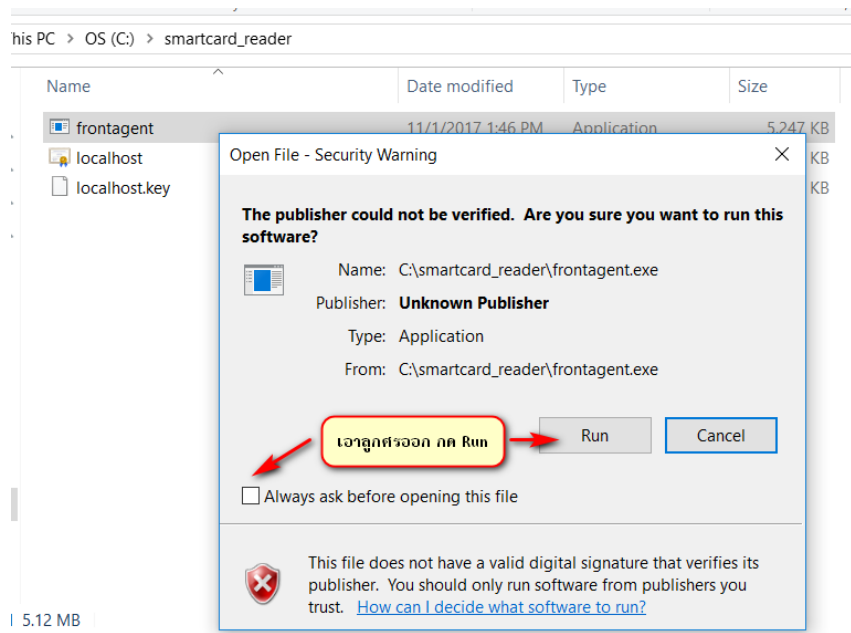 his PC > OS (C:) > smartcard_reader
Name Date modified Type Size
frontagent 11/1/2017 1:46 PM Application 5,247 KB
localhost KB
localhost.key KB
Open File - Security Warning
The publisher could not be verified. Are you sure you want to run this
software?
Name: C:\smartcard_reader\frontagent.exe
Publisher: Unknown Publisher
Type: Application
From: C:\smartcard_reader\frontagent.exe
เอาลูกศรออก กด Run
Run Cancel
Always ask before opening this file
This file does not have a valid digital signature that verifies its
publisher. You should only run software from publishers you
trust. How can I decide what software to run?
5.12 MB